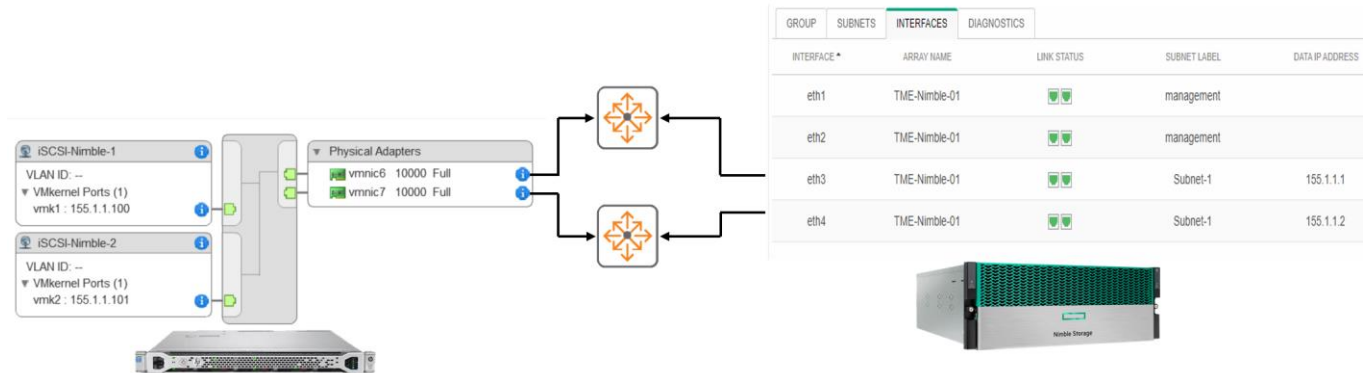 GROUP SUBNETS INTERFACES DIAGNOSTICS
INTERFACE ARRAY NAME LINK STATUS SUBNET LABEL DATA IP ADDRESS
eth1 TME-Nimble-01 management
eth2 TME-Nimble-01 management
eth3 TME-Nimble-01 Subnet-1 155.1.1.1
eth4 TME-Nimble-01 Subnet-1 155.1.1.2
iSCSI-Nimble-1
VLAN ID: --
VMkernel Ports (1)
vmk1 : 155.1.1.100
iSCSI-Nimble-2
VLAN ID: --
VMkernel Ports (1)
vmk2 : 155.1.1.101
Physical Adapters
vmnic6 10000 Full
vmnic7 10000 Full
Nimble Storage